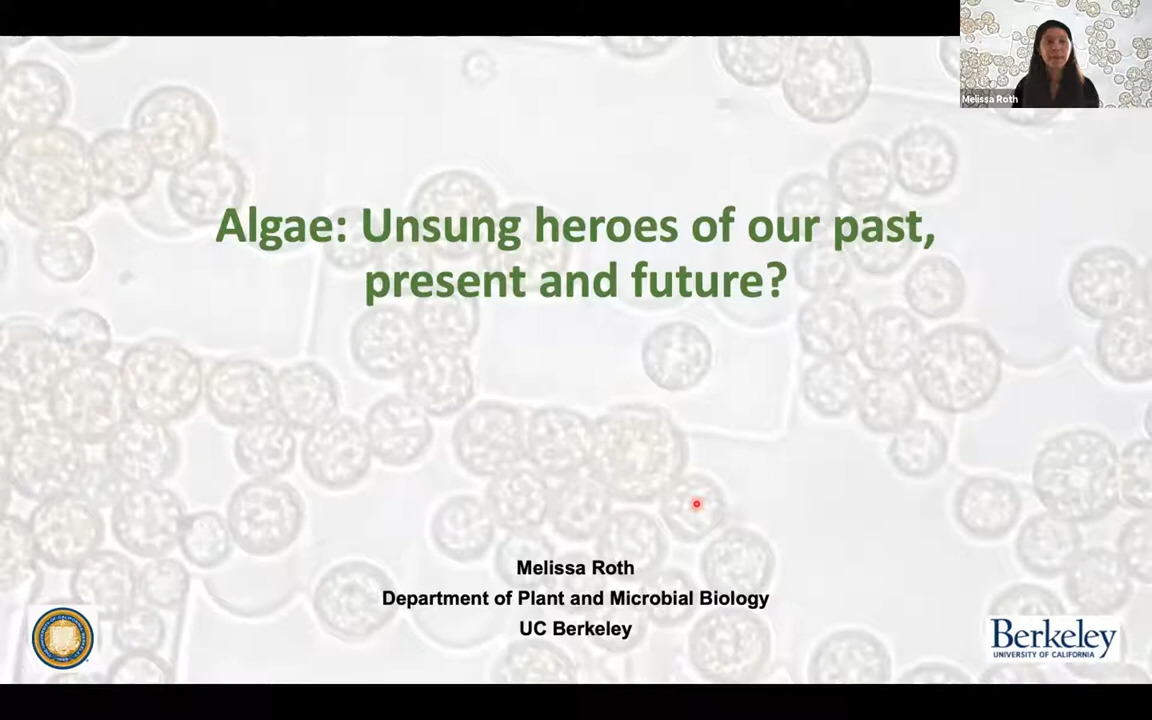 Melissa Roth
Algae: Unsung heroes of our past,
present and future?
Melissa Roth
Department of Plant and Microbial Biology
UC Berkeley
Berkeley
UNIVERSITY OF CALIFORNIA